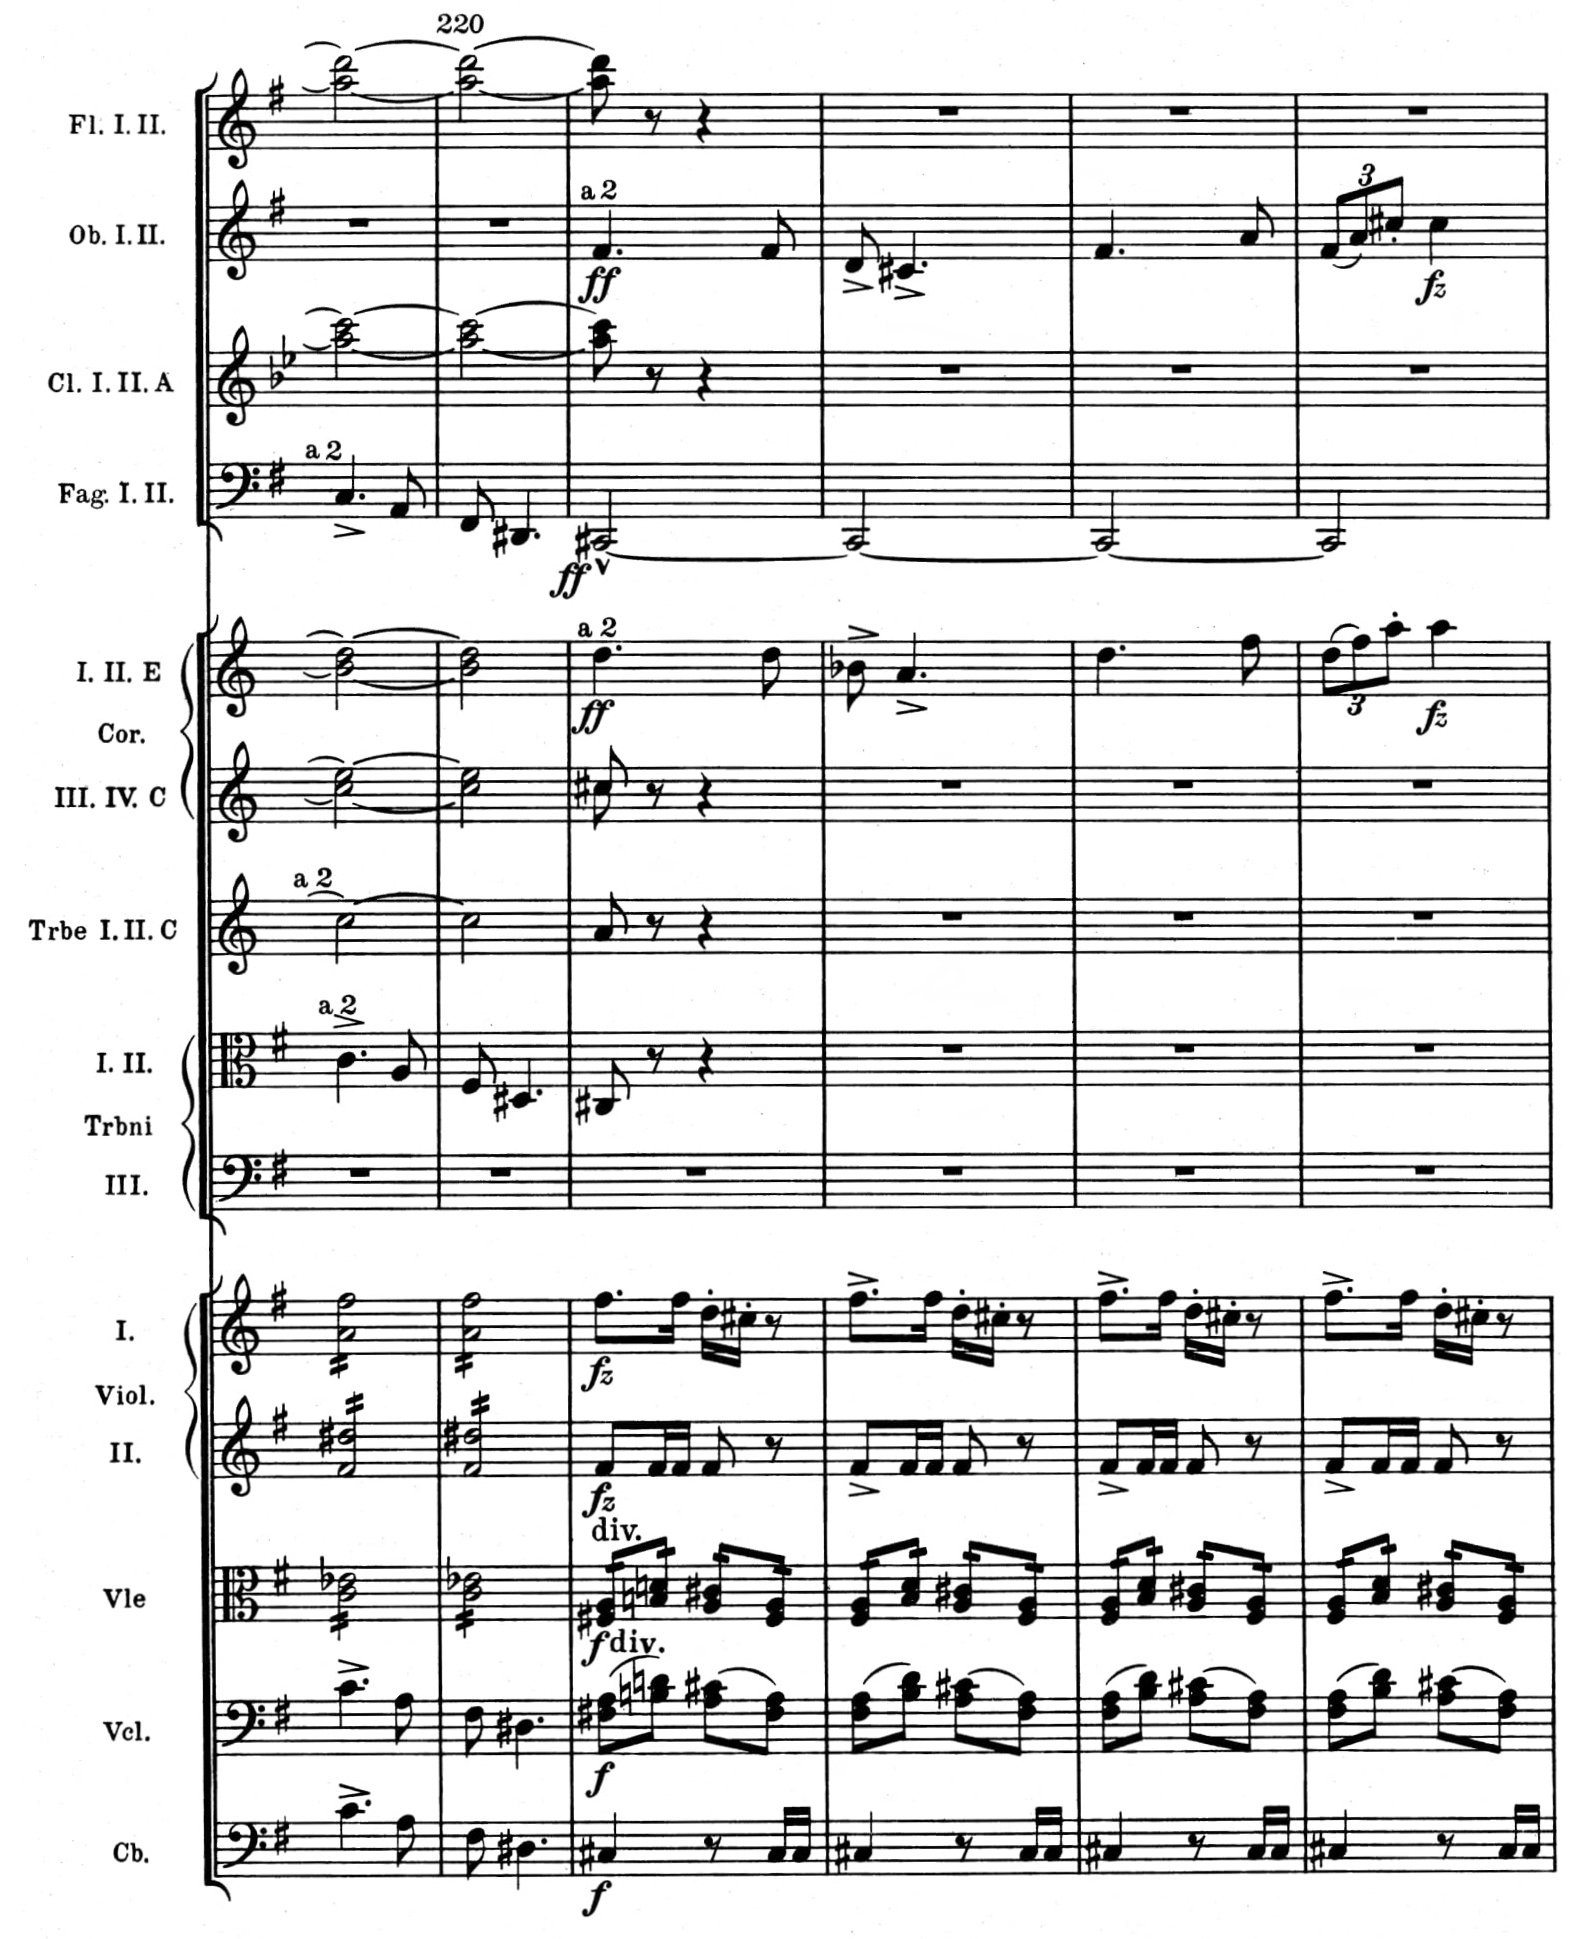 220
Fl. I. II.
a 2
Ob. I. II.
ff
3
fz
Cl. I. II. A
a 2
Fag. I. II.
ff
a 2
I. II. E
ff
3
fz
Cor.
III. IV. C
a 2
Trbe I. II. C
a 2
I. II.
Trbni
III.
I.
fz
Viol.
II.
fz
div.
Vle
f div.
Vcl.
f
Cb.
f